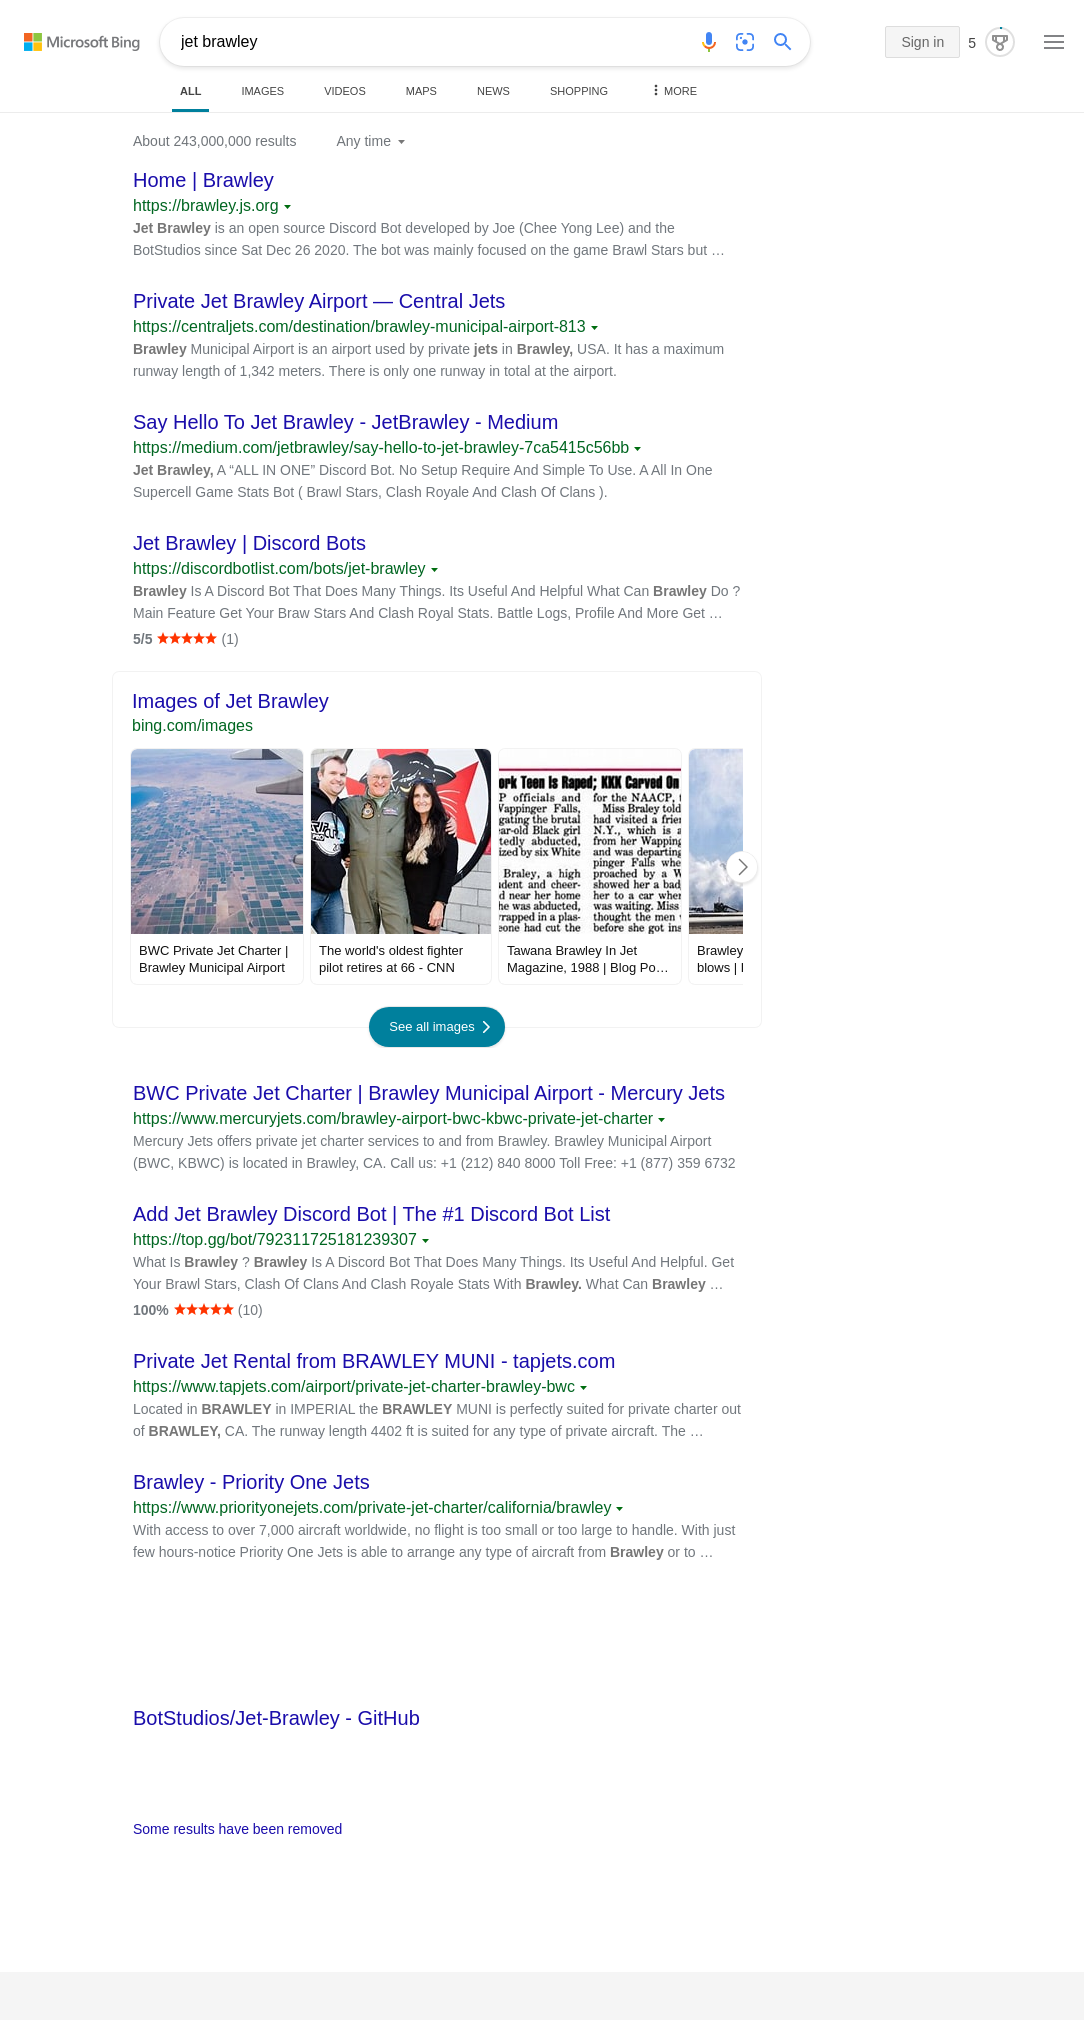 Microsoft Bing
jet brawley
Sign in
5
ALL
IMAGES
VIDEOS
MAPS
NEWS
SHOPPING
MORE
About 243,000,000 results
Any time
Home | Brawley
https://brawley.js.org
Jet Brawley is an open source Discord Bot developed by Joe (Chee Yong Lee) and the
BotStudios since Sat Dec 26 2020. The bot was mainly focused on the game Brawl Stars but …
Private Jet Brawley Airport — Central Jets
https://centraljets.com/destination/brawley-municipal-airport-813
Brawley Municipal Airport is an airport used by private jets in Brawley, USA. It has a maximum
runway length of 1,342 meters. There is only one runway in total at the airport.
Say Hello To Jet Brawley - JetBrawley - Medium
https://medium.com/jetbrawley/say-hello-to-jet-brawley-7ca5415c56bb
Jet Brawley, A “ALL IN ONE” Discord Bot. No Setup Require And Simple To Use. A All In One
Supercell Game Stats Bot ( Brawl Stars, Clash Royale And Clash Of Clans ).
Jet Brawley | Discord Bots
https://discordbotlist.com/bots/jet-brawley
Brawley Is A Discord Bot That Does Many Things. Its Useful And Helpful What Can Brawley Do ?
Main Feature Get Your Braw Stars And Clash Royal Stats. Battle Logs, Profile And More Get …
5/5 (1)
Images of Jet Brawley
bing.com/images
RIP CURL PRO
ork Teen Is Raped; KKK Carved On
P officials and
Wappinger Falls,
gating the brutal
ar-old Black girl
tedly abducted,
ized by six White
Braley, a high
udent and cheer-
d near her home
he was abducted,
wrapped in a plas-
eone had cut the
for the NAACP, t
Miss Braley told
had visited a frie
N.Y., which is a
from her Wapping
and was departing
pinger Falls whe
proached by a W
showed her a bad
her to a car wher
was waiting. Miss
thought the men w
before she got ins
BWC Private Jet Charter |
Brawley Municipal Airport
The world's oldest fighter
pilot retires at 66 - CNN
Tawana Brawley In Jet
Magazine, 1988 | Blog Po…
Brawley
blows |
See all images
BWC Private Jet Charter | Brawley Municipal Airport - Mercury Jets
https://www.mercuryjets.com/brawley-airport-bwc-kbwc-private-jet-charter
Mercury Jets offers private jet charter services to and from Brawley. Brawley Municipal Airport
(BWC, KBWC) is located in Brawley, CA. Call us: +1 (212) 840 8000 Toll Free: +1 (877) 359 6732
Add Jet Brawley Discord Bot | The #1 Discord Bot List
https://top.gg/bot/792311725181239307
What Is Brawley ? Brawley Is A Discord Bot That Does Many Things. Its Useful And Helpful. Get
Your Brawl Stars, Clash Of Clans And Clash Royale Stats With Brawley. What Can Brawley …
100% (10)
Private Jet Rental from BRAWLEY MUNI - tapjets.com
https://www.tapjets.com/airport/private-jet-charter-brawley-bwc
Located in BRAWLEY in IMPERIAL the BRAWLEY MUNI is perfectly suited for private charter out
of BRAWLEY, CA. The runway length 4402 ft is suited for any type of private aircraft. The …
Brawley - Priority One Jets
https://www.priorityonejets.com/private-jet-charter/california/brawley
With access to over 7,000 aircraft worldwide, no flight is too small or too large to handle. With just
few hours-notice Priority One Jets is able to arrange any type of aircraft from Brawley or to …
BotStudios/Jet-Brawley - GitHub
Some results have been removed